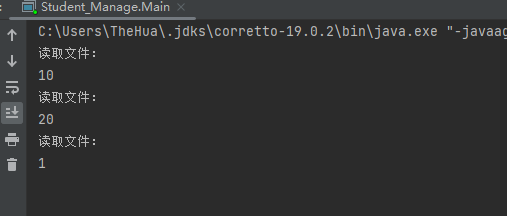 Student_Manage.Main
C:\Users\TheHua\.jdks\corretto-19.0.2\bin\java.exe "-javaag
读取文件：
10
读取文件：
20
读取文件：
1